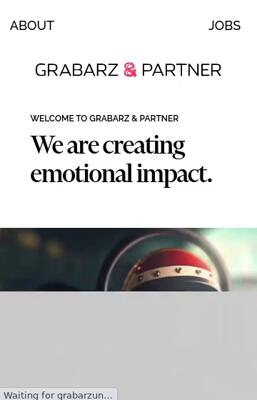 ABOUT JOBS
GRABARZ & PARTNER
WELCOME TO GRABARZ & PARTNER
We are creating
emotional impact.
Waiting for grabarzun...